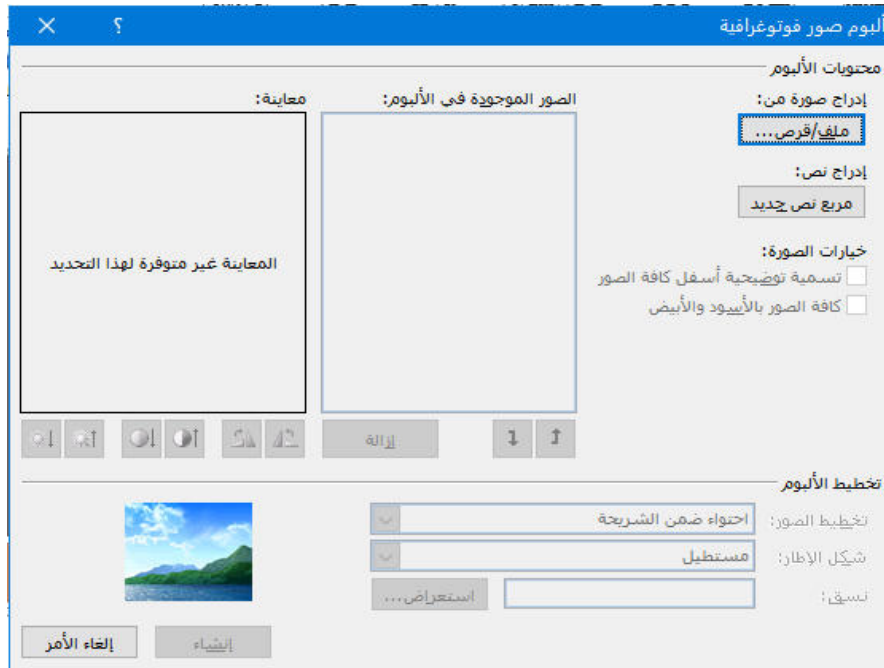 ألبوم صور فوتوغرافية
محتويات الألبوم
إدراج صورة من:
ملف/قرص...
إدراج نص:
مربع نص جديد
خيارات الصورة:
تسمية توضيحية أسفل كافة الصور
كافة الصور بالأسود والأبيض
الصور الموجودة في الألبوم:
معاينة:
المعاينة غير متوفرة لهذا التحديد
إزالة
تخطيط الألبوم
تخطيط الصور:
احتواء ضمن الشريحة
شكل الإطار:
مستطيل
نسق:
استعراض...
إنشاء
إلغاء الأمر